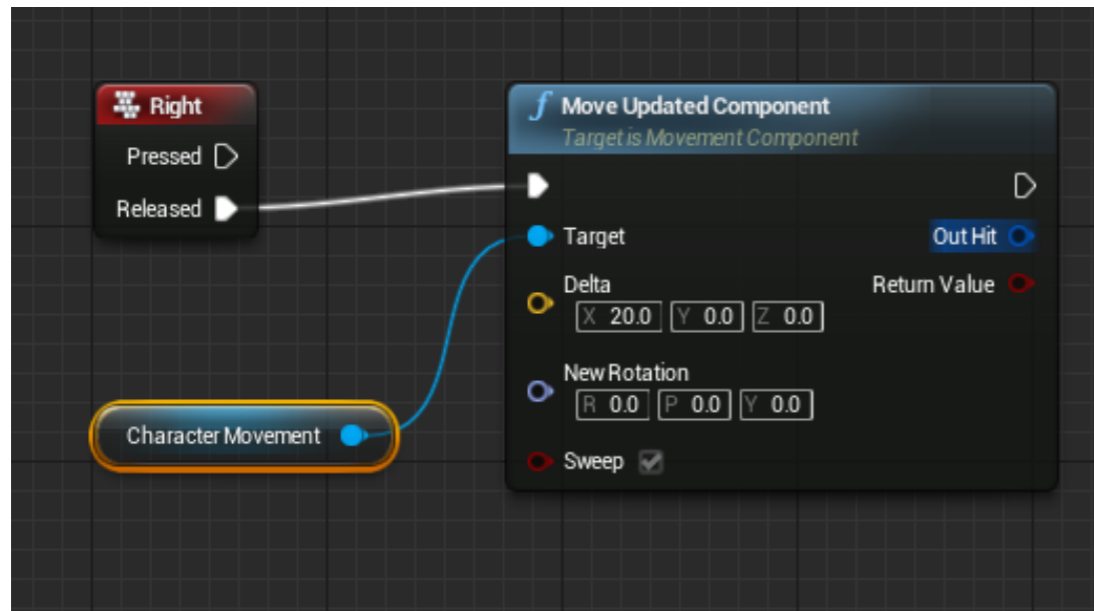 Right
Pressed
Released
Character Movement
f Move Updated Component
Target is Movement Component
Target
Out Hit
Delta
Return Value
X 20.0 Y 0.0 Z 0.0
New Rotation
R 0.0 P 0.0 Y 0.0
Sweep